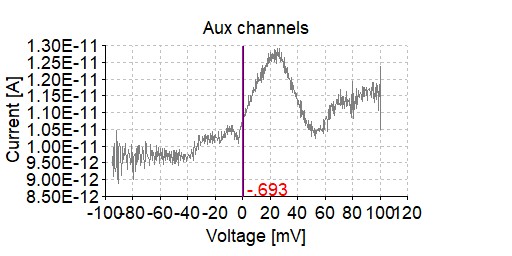 Aux channels
Current [A]
1.30E-11
1.25E-11
1.20E-11
1.15E-11
1.10E-11
1.05E-11
1.00E-11
9.50E-12
9.00E-12
8.50E-12
-.693
-100 -80 -60 -40 -20 0 20 40 60 80 100 120
Voltage [mV]